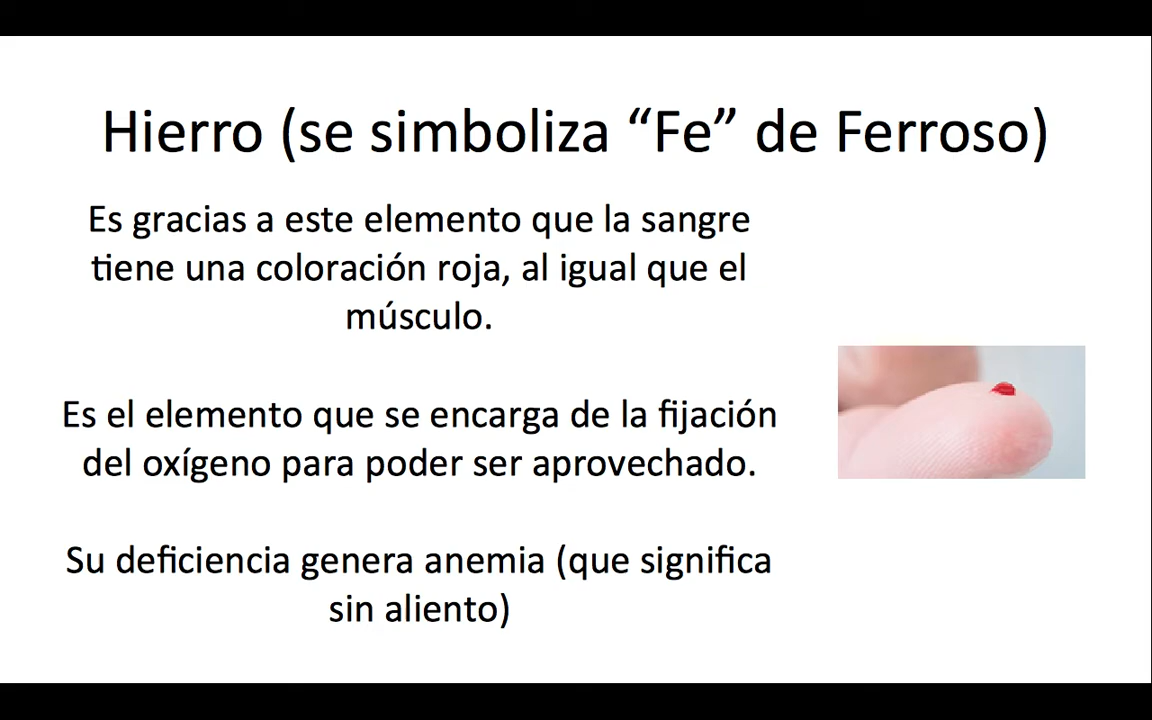 Hierro (se simboliza “Fe” de Ferroso)
Es gracias a este elemento que la sangre
tiene una coloración roja, al igual que el
músculo.
Es el elemento que se encarga de la fijación
del oxígeno para poder ser aprovechado.
Su deficiencia genera anemia (que significa
sin aliento)